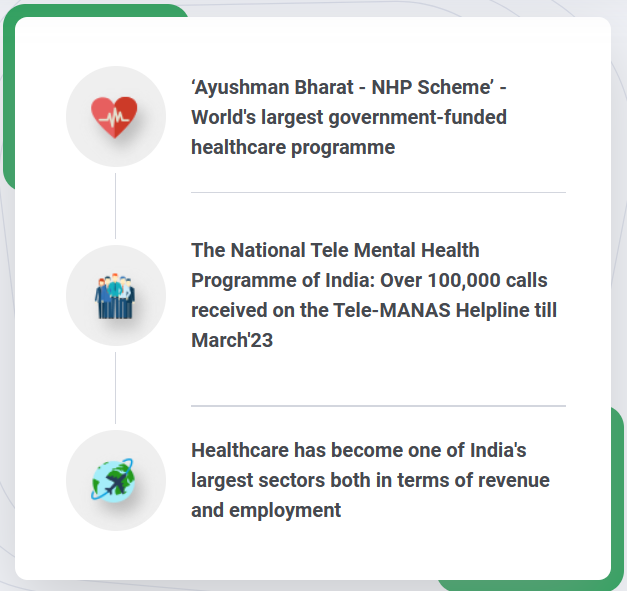 ‘Ayushman Bharat - NHP Scheme’ -
World's largest government-funded
healthcare programme
The National Tele Mental Health
Programme of India: Over 100,000 calls
received on the Tele-MANAS Helpline till
March'23
Healthcare has become one of India's
largest sectors both in terms of revenue
and employment